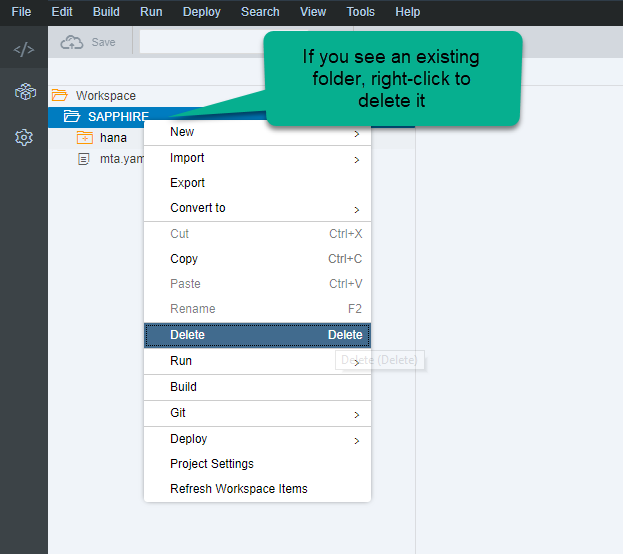 File Edit Build Run Deploy Search View Tools Help
Save
If you see an existing
folder, right-click to
delete it
Workspace
SAPPHIRE
hana
mta.yam
New
Import
Export
Convert to
Cut Ctrl+X
Copy Ctrl+C
Paste Ctrl+V
Rename F2
Delete Delete
Delete (Delete)
Run
Build
Git
Deploy
Project Settings
Refresh Workspace Items